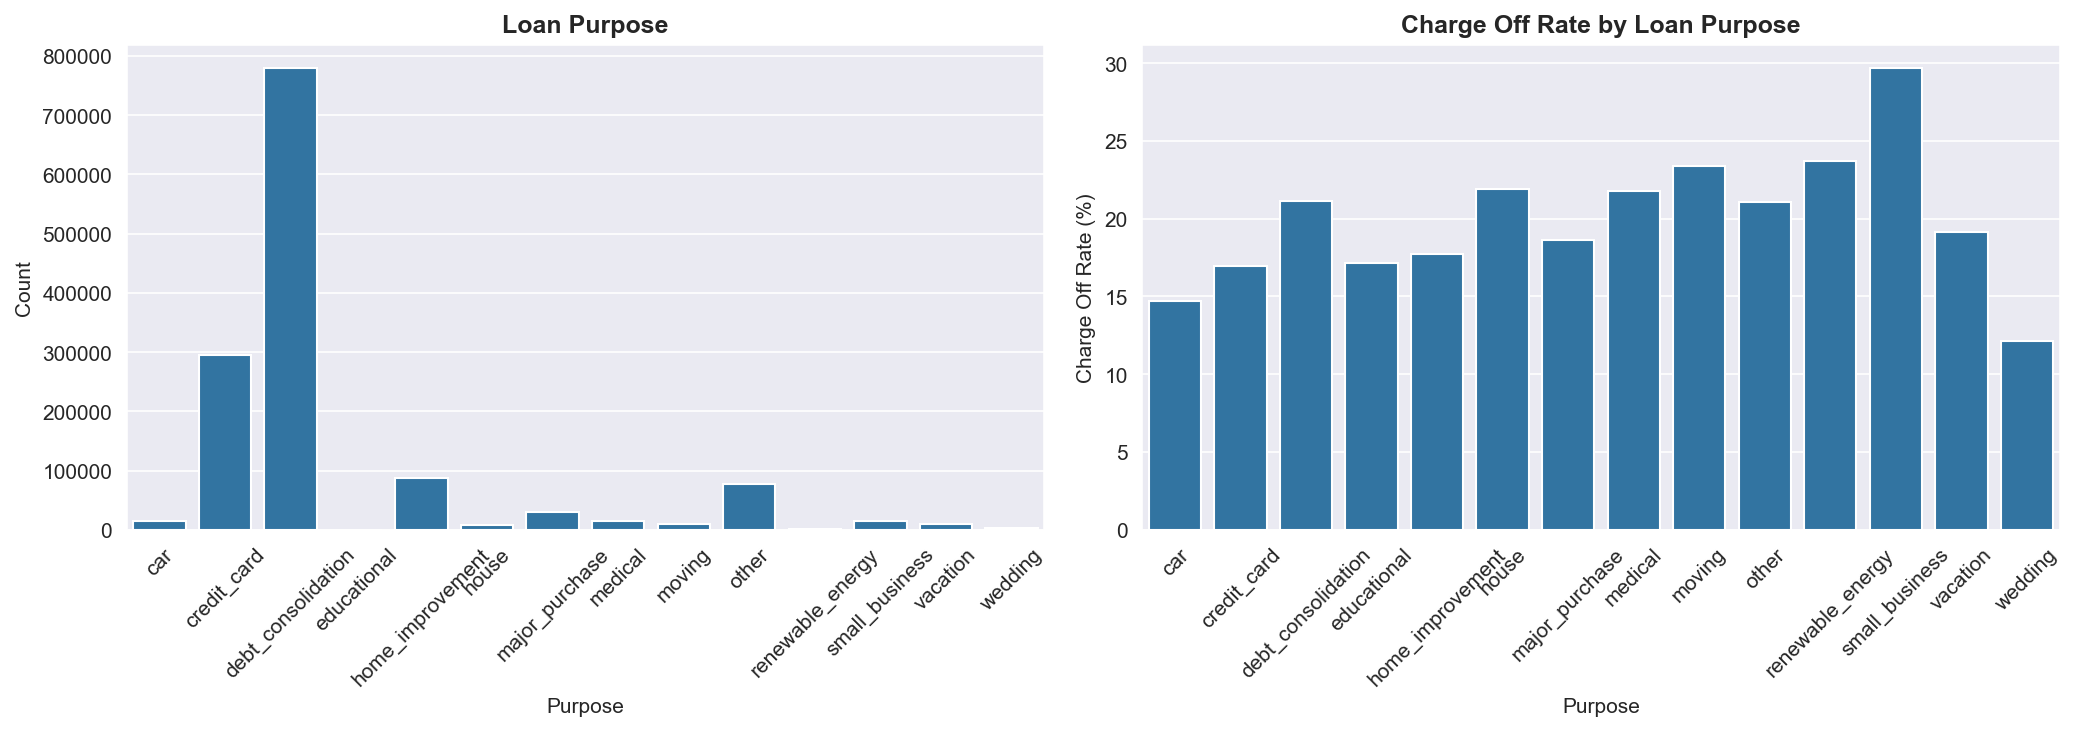 Loan Purpose
800000
700000
600000
500000
400000
300000
200000
100000
0
Count
car
credit_card
debt_consolidation
educational
home_improvement
house
major_purchase
medical
moving
other
renewable_energy
small_business
vacation
wedding
Purpose
Charge Off Rate by Loan Purpose
30
25
20
15
10
5
0
Charge Off Rate (%)
car
credit_card
debt_consolidation
educational
home_improvement
house
major_purchase
medical
moving
other
renewable_energy
small_business
vacation
wedding
Purpose